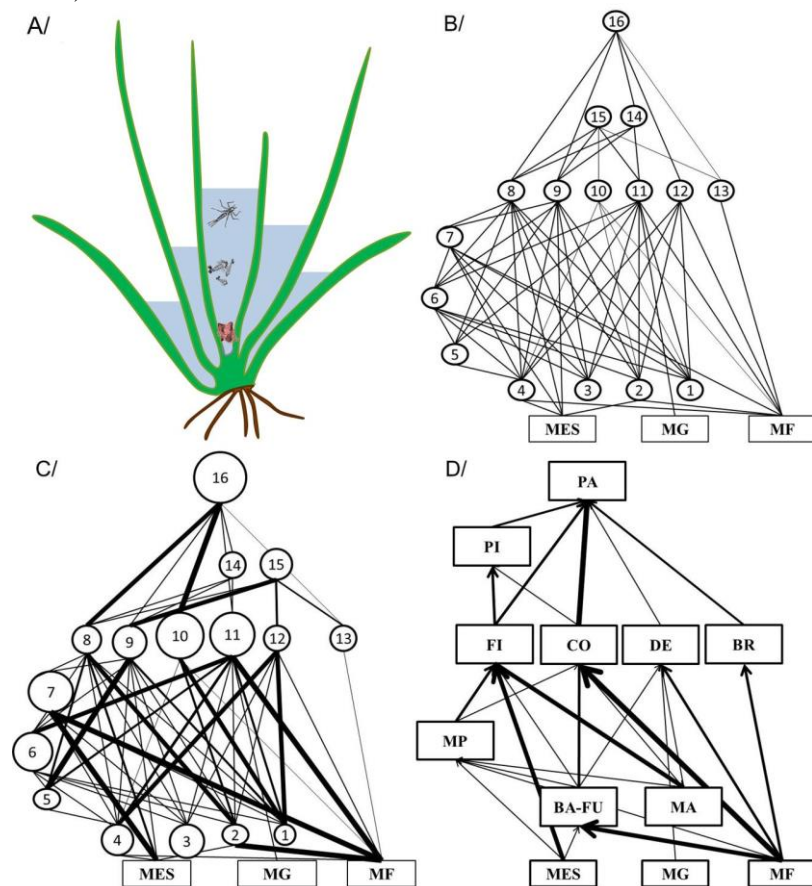 A/
B/
16
15 14
8 9 10 11 12 13
7
6
5
4 3 2 1
MES MG MF
C/
16
14 15
8 9 10 11 12 13
7
6
5
4 3 2 1
MES MG MF
D/
PA
PI
FI CO DE BR
MP
BA-FU MA
MES MG MF